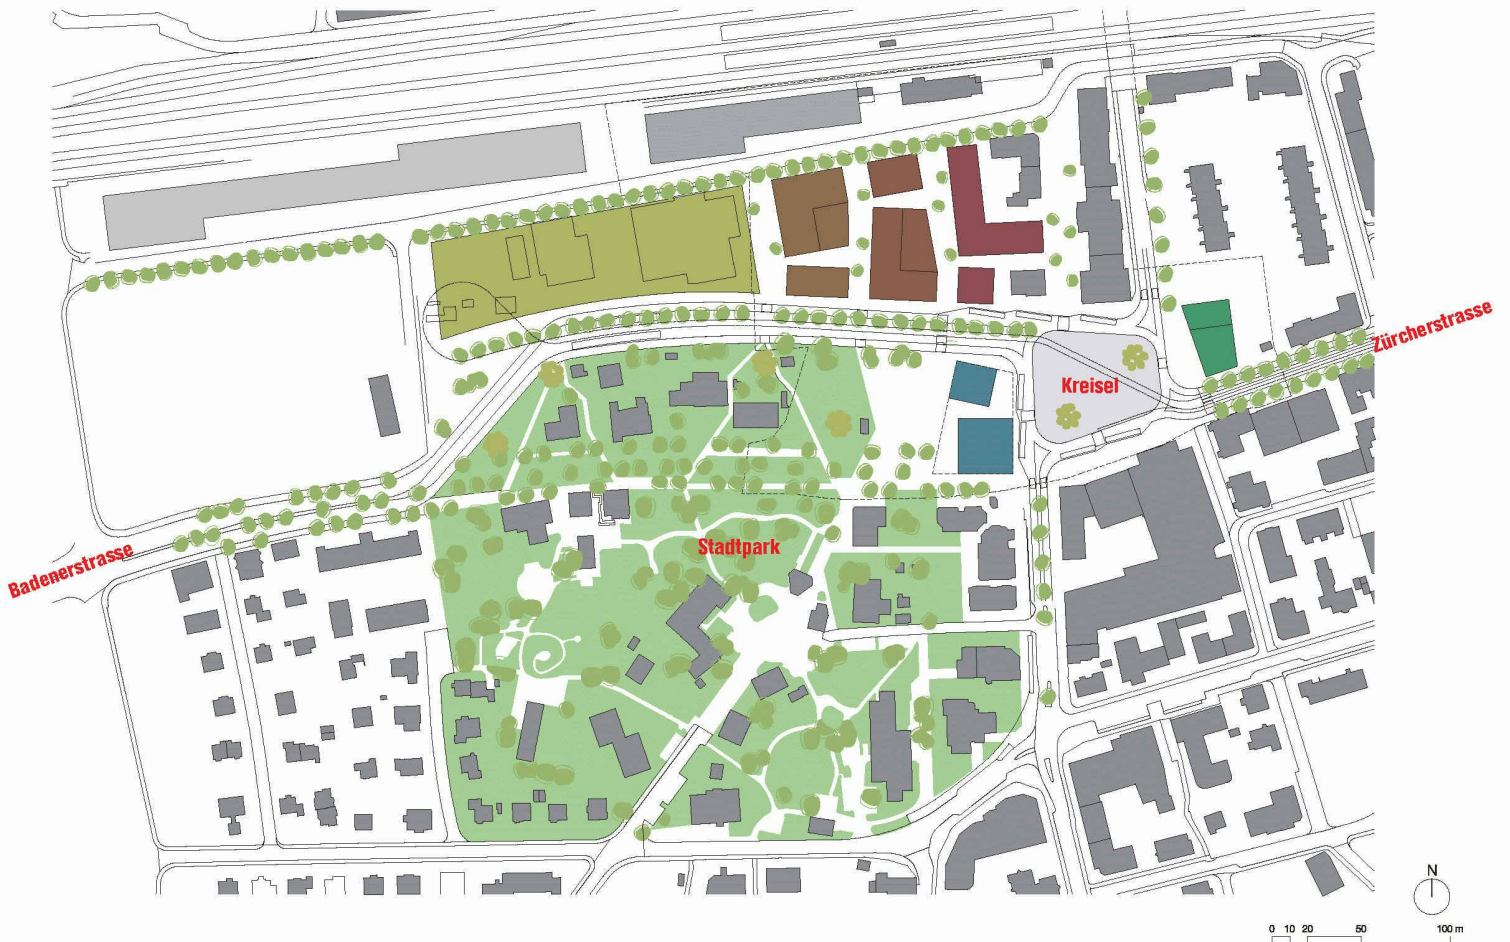 Zürcherstrasse
Kreisel
Stadtpark
Badenerstrasse
N
0 10 20 50 100 m